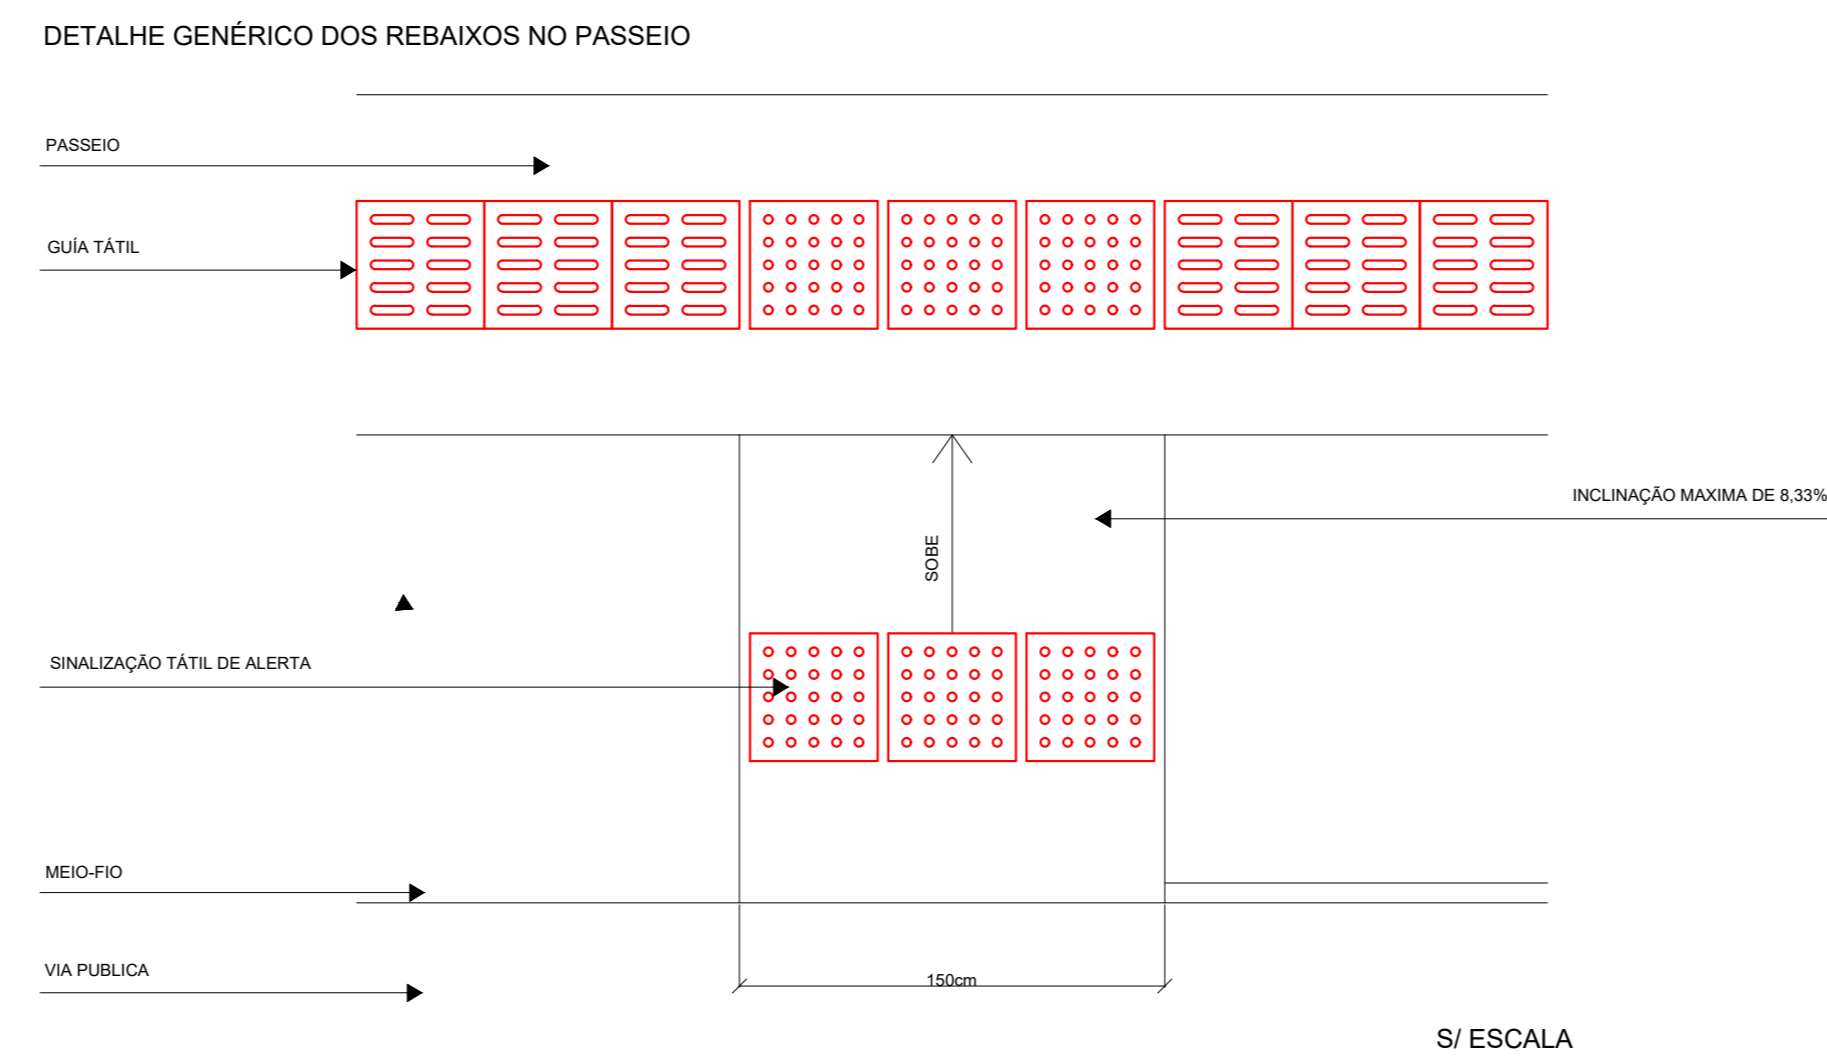 DETALHE GENÉRICO DOS REBAIXOS NO PASSEIO
PASSEIO
GUÍA TÁTIL
INCLINAÇÃO MAXIMA DE 8,33%
SOBE
SINALIZAÇÃO TÁTIL DE ALERTA
MEIO-FIO
VIA PUBLICA
150cm
S/ ESCALA